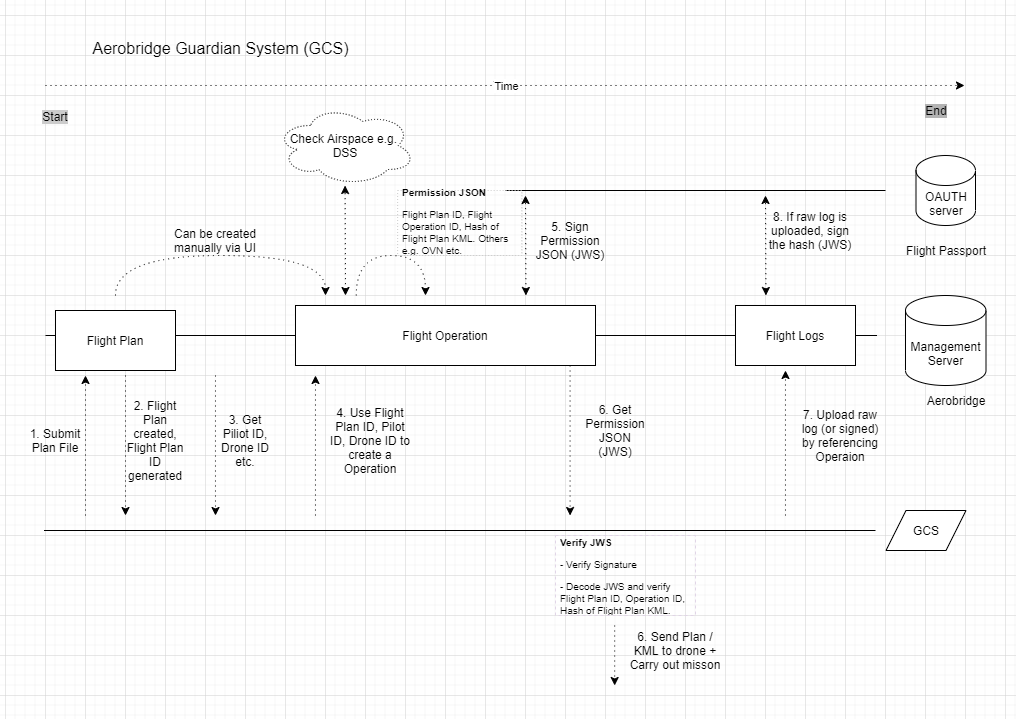 Aerobridge Guardian System (GCS)
Time
Start
End
Check Airspace e.g.
DSS
OAUTH
server
Flight Passport
Permission JSON
Flight Plan ID, Flight
Operation ID, Hash of
Flight Plan KML. Others
e.g. OVN etc.
5. Sign
Permission
JSON (JWS)
8. If raw log is
uploaded, sign
the hash (JWS)
Can be created
manually via UI
Flight Plan
Flight Operation
Flight Logs
Management
Server
Aerobridge
1. Submit
Plan File
2. Flight
Plan
created,
Flight Plan
ID
generated
3. Get
Piliot ID,
Drone ID
etc.
4. Use Flight
Plan ID, Pilot
ID, Drone ID to
create a
Operation
6. Get
Permission
JSON
(JWS)
7. Upload raw
log (or signed)
by referencing
Operaion
GCS
Verify JWS
- Verify Signature
- Decode JWS and verify
Flight Plan ID, Operation ID,
Hash of Flight Plan KML.
6. Send Plan /
KML to drone +
Carry out misson